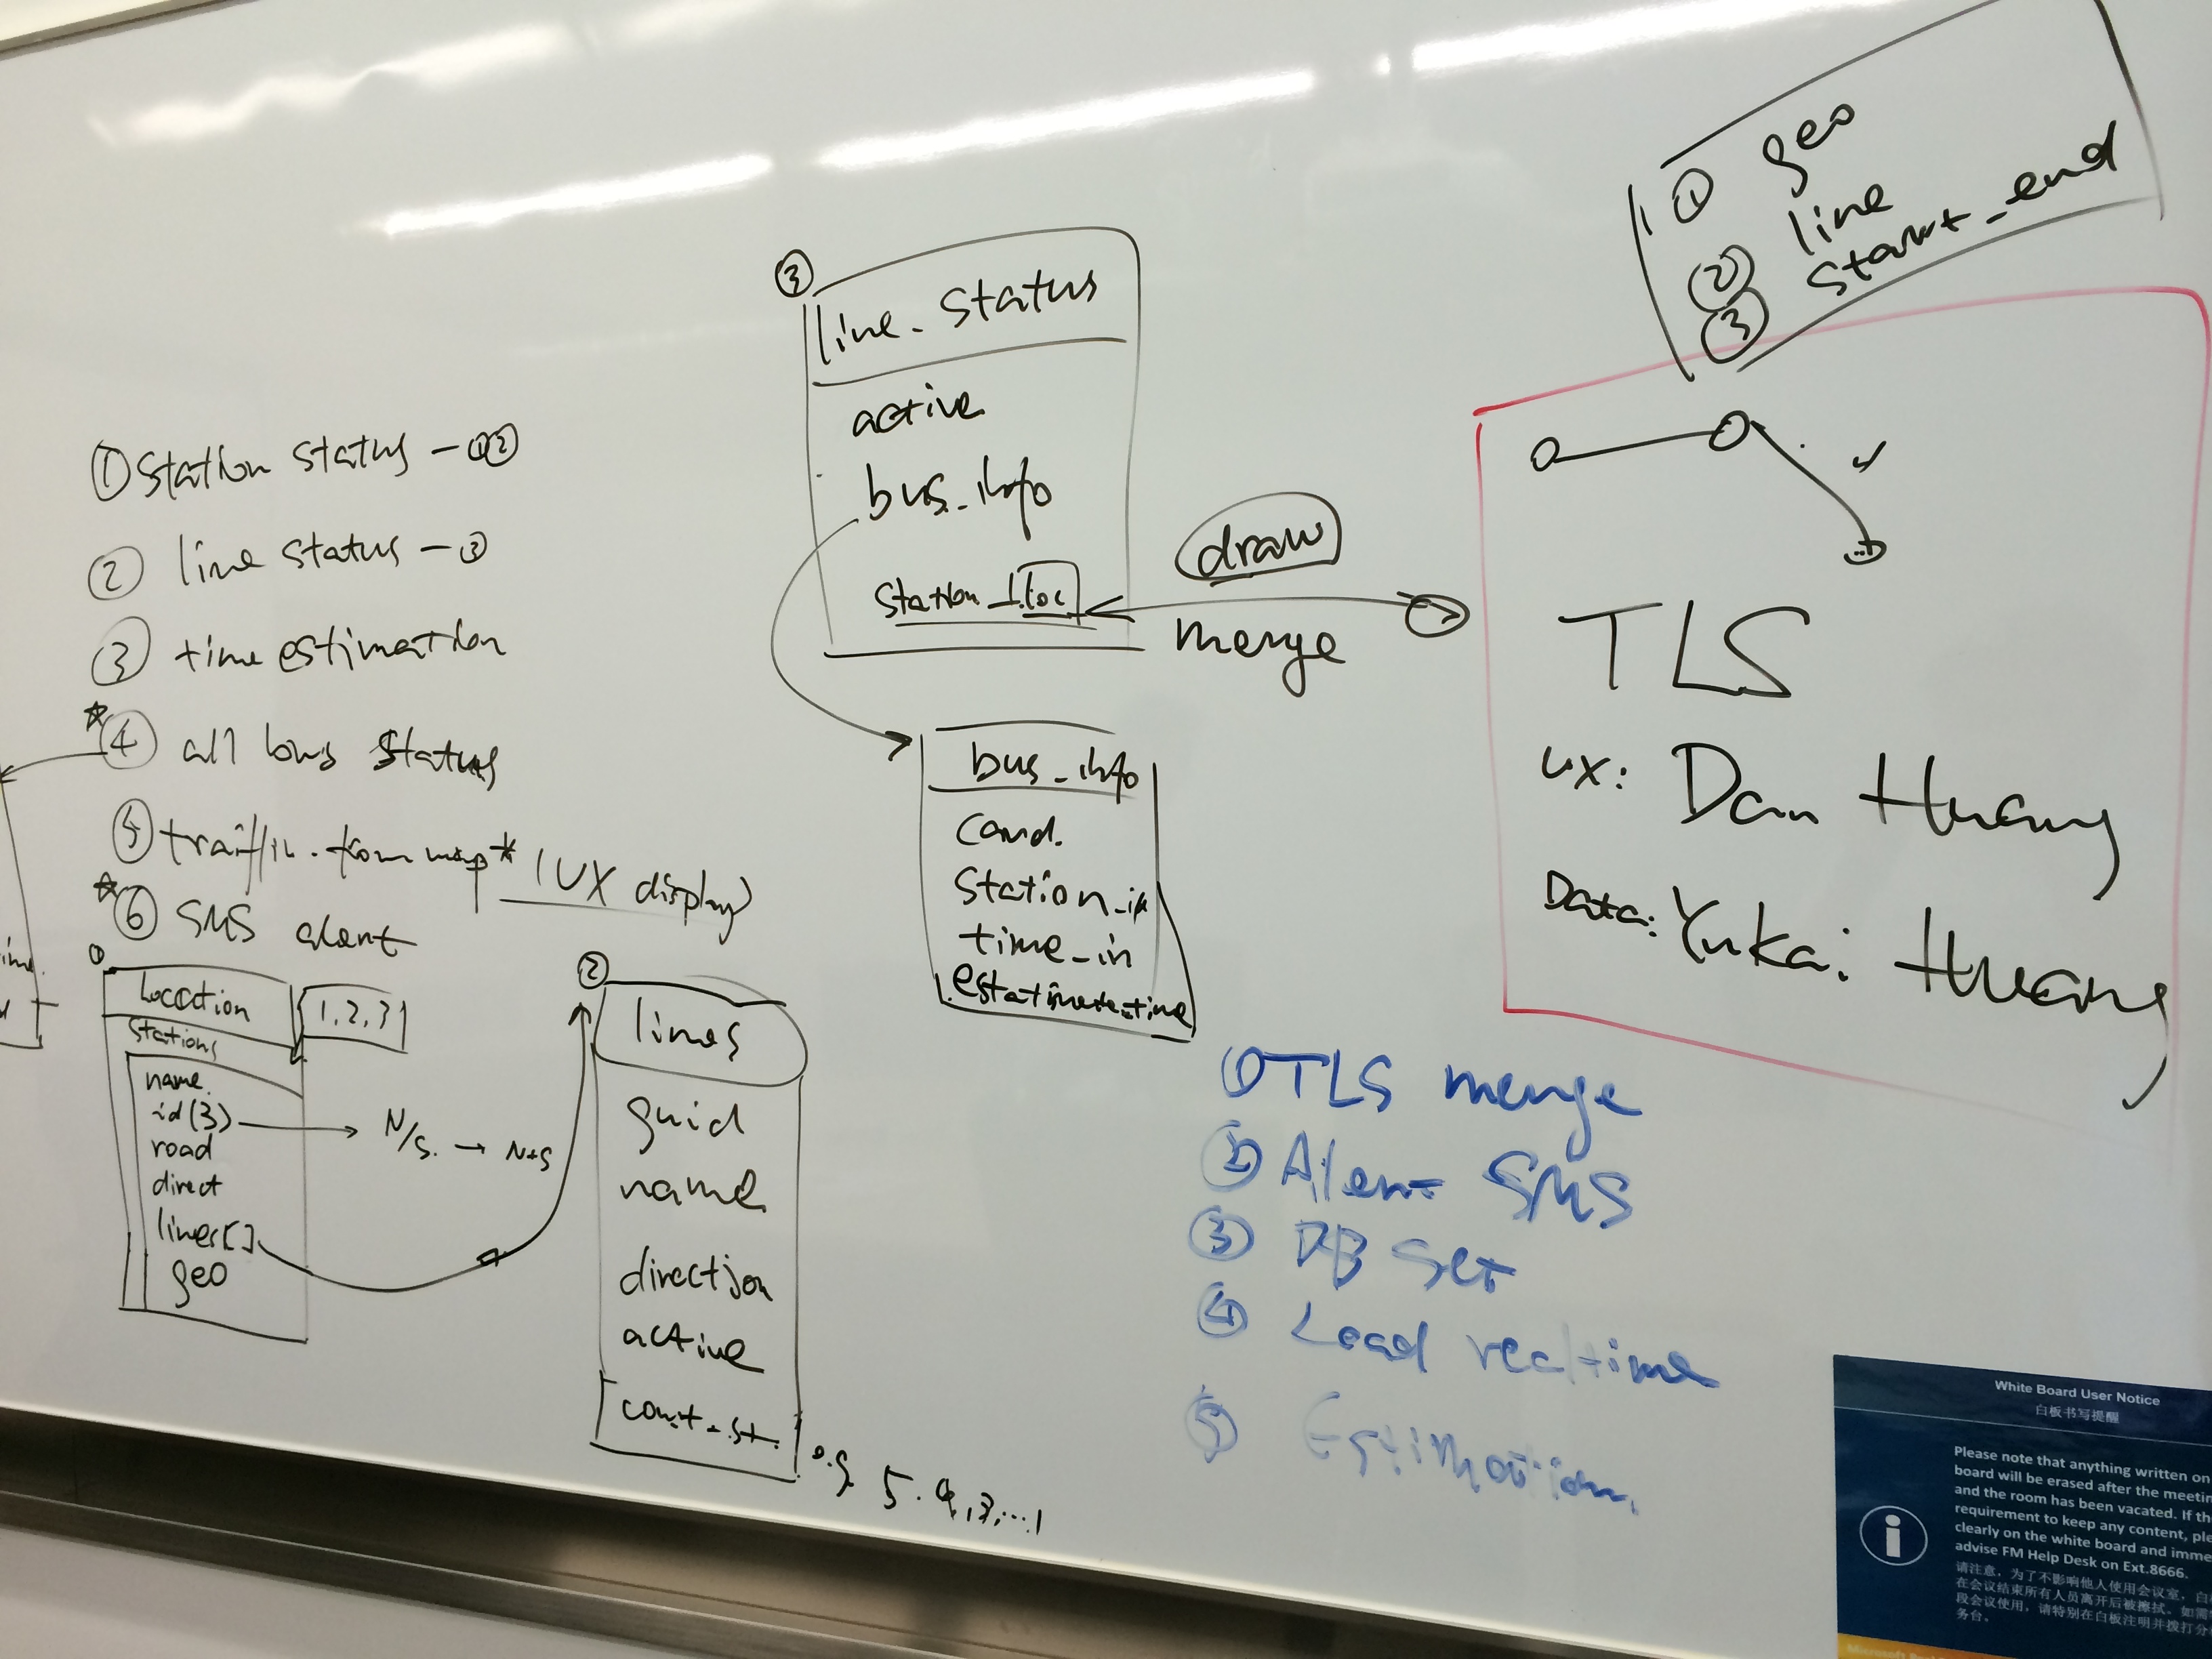 ① Station status - ①②
② line status - ③
③ time estimation
④ all bus status
⑤ traffic from map * (UX display)
⑥ SMS alert
①
Location
1, 2, 3
stations
name
id(3) → N/S. → N+S
road
direct
lines[]
geo
②
lines
guid
name
direction
active
count_st.
e.g. 5. 4, 3, ... 1
③
line_status
active
bus_info
station_
loc
draw
merge
bus_info
card.
station_
time_in
① geo
② line
③ start_end
TLS
UX: Dan Huang
Data: Yukai Huang
① TLS merge
② Alert SMS
③ DB Set
④ Load realtime
⑤ Estimation
White Board User Notice
白板书写提醒
Please note that anything written on
board will be erased after the meetin
and the room has been vacated. If th
requirement to keep any content, ple
clearly on the white board and imme
advise FM Help Desk on Ext.8666.
请注意，为了不影响他人使用会议室，白
在会议结束所有人员离开后被擦拭。如需
段会议使用，请特别在白板注明并拨打分
务台。